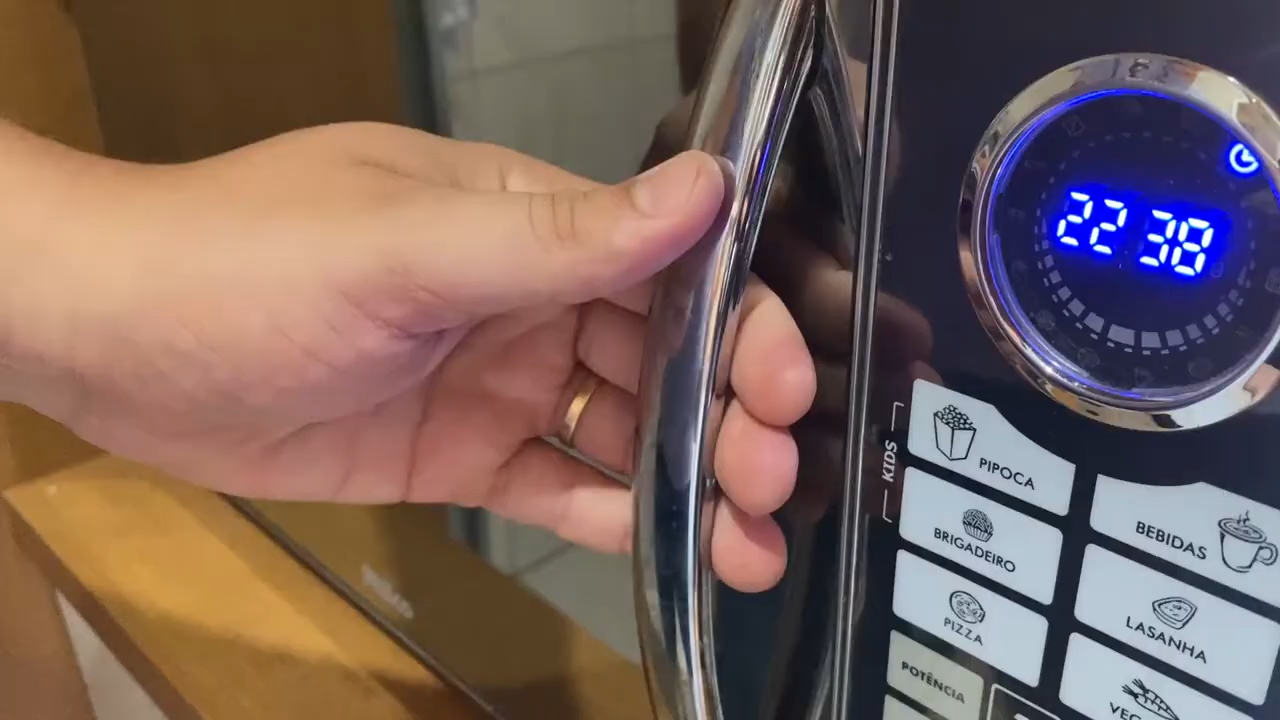 22 38
KIDS
PIPOCA
BEBIDAS
BRIGADEIRO
LASANHA
PIZZA
POTÊNCIA